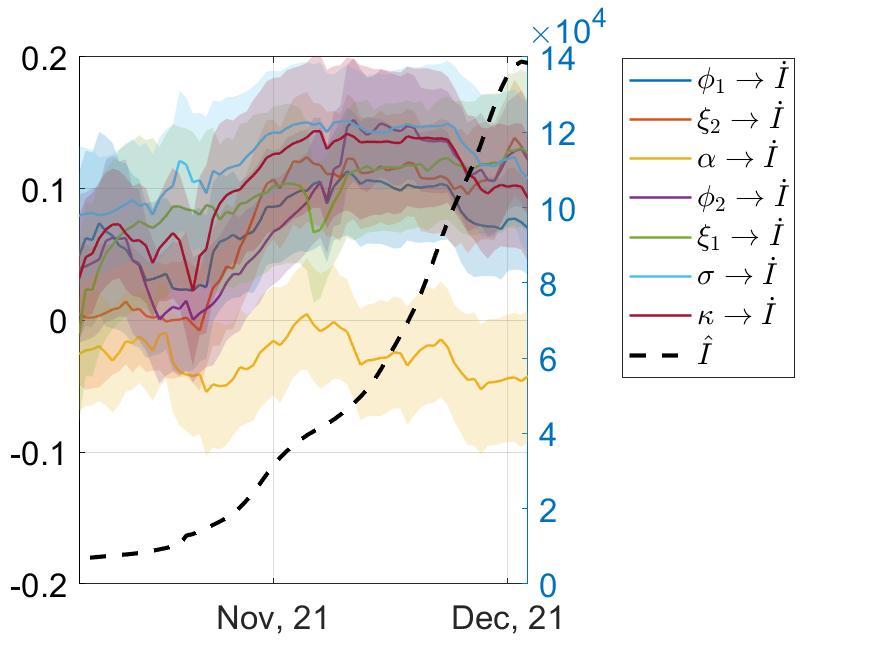 ×10⁴
0.2
0.1
0
-0.1
-0.2
14
12
10
8
6
4
2
0
Nov, 21
Dec, 21
ϕ₁ → İ
ξ₂ → İ
α → İ
ϕ₂ → İ
ξ₁ → İ
σ → İ
κ → İ
Î